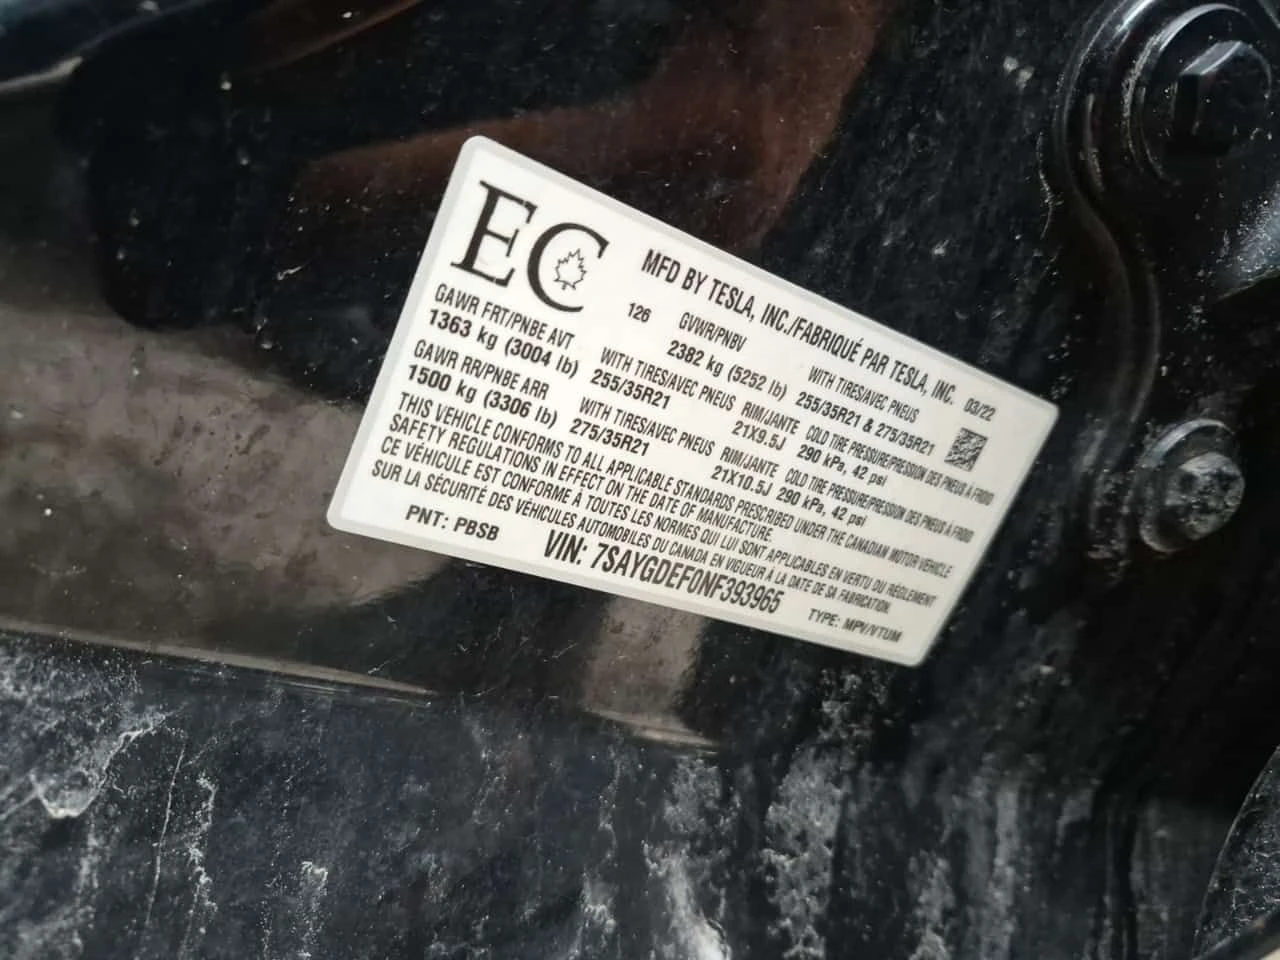 EC
MFD BY TESLA, INC./FABRIQUÉ PAR TESLA, INC. 03/22
126
GVWR/PNBV
2382 kg (5252 lb)
GAWR FRT/PNBE AVT
1363 kg (3004 lb)
WITH TIRES/AVEC PNEUS
255/35R21
RIM/JANTE
21X9.5J
WITH TIRES/AVEC PNEUS
255/35R21 & 275/35R21
COLD TIRE PRESSURE/PRESSION DES PNEUS À FROID
290 kPa, 42 psi
GAWR RR/PNBE ARR
1500 kg (3306 lb)
WITH TIRES/AVEC PNEUS
275/35R21
RIM/JANTE
21X10.5J
COLD TIRE PRESSURE/PRESSION DES PNEUS À FROID
290 kPa, 42 psi
THIS VEHICLE CONFORMS TO ALL APPLICABLE STANDARDS PRESCRIBED UNDER THE CANADIAN MOTOR VEHICLE
SAFETY REGULATIONS IN EFFECT ON THE DATE OF MANUFACTURE.
CE VÉHICULE EST CONFORME À TOUTES LES NORMES QUI LUI SONT APPLICABLES EN VERTU DU RÉGLEMENT
SUR LA SÉCURITÉ DES VÉHICULES AUTOMOBILES DU CANADA EN VIGUEUR À LA DATE DE SA FABRICATION.
PNT: PBSB
VIN: 7SAYGDEF0NF393965
TYPE: MPV/VTUM